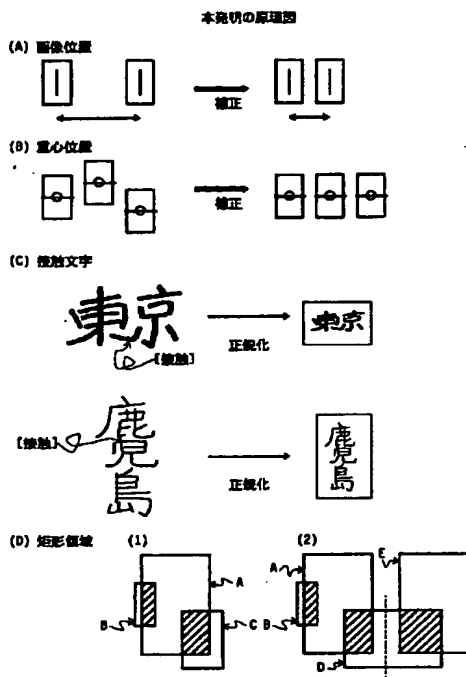 本発明の原理図
(A) 画像位置
補正
(B) 重心位置
補正
(C) 接触文字
東京
[接触]
正規化
東京
鹿児島
[接触]
正規化
鹿児島
(D) 矩形領域
(1)
(2)
A
B
C
A
E
B
D